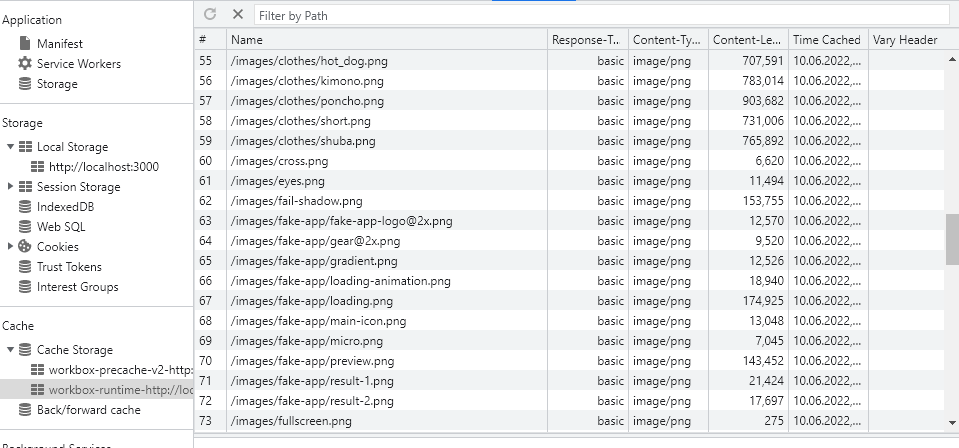 Application
Manifest
Service Workers
Storage
Storage
Local Storage
http://localhost:3000
Session Storage
IndexedDB
Web SQL
Cookies
Trust Tokens
Interest Groups
Cache
Cache Storage
workbox-precache-v2-http:
workbox-runtime-http://loc
Back/forward cache
Background Services
Filter by Path
# Name Response-T... Content-Ty... Content-Le... Time Cached Vary Header
55 /images/clothes/hot_dog.png basic image/png 707,591 10.06.2022,...
56 /images/clothes/kimono.png basic image/png 783,014 10.06.2022,...
57 /images/clothes/poncho.png basic image/png 903,682 10.06.2022,...
58 /images/clothes/short.png basic image/png 731,006 10.06.2022,...
59 /images/clothes/shuba.png basic image/png 765,892 10.06.2022,...
60 /images/cross.png basic image/png 6,620 10.06.2022,...
61 /images/eyes.png basic image/png 11,494 10.06.2022,...
62 /images/fail-shadow.png basic image/png 153,755 10.06.2022,...
63 /images/fake-app/fake-app-logo@2x.png basic image/png 12,570 10.06.2022,...
64 /images/fake-app/gear@2x.png basic image/png 9,520 10.06.2022,...
65 /images/fake-app/gradient.png basic image/png 12,526 10.06.2022,...
66 /images/fake-app/loading-animation.png basic image/png 18,940 10.06.2022,...
67 /images/fake-app/loading.png basic image/png 174,925 10.06.2022,...
68 /images/fake-app/main-icon.png basic image/png 13,048 10.06.2022,...
69 /images/fake-app/micro.png basic image/png 7,045 10.06.2022,...
70 /images/fake-app/preview.png basic image/png 143,452 10.06.2022,...
71 /images/fake-app/result-1.png basic image/png 21,424 10.06.2022,...
72 /images/fake-app/result-2.png basic image/png 17,697 10.06.2022,...
73 /images/fullscreen.png basic image/png 275 10.06.2022,...